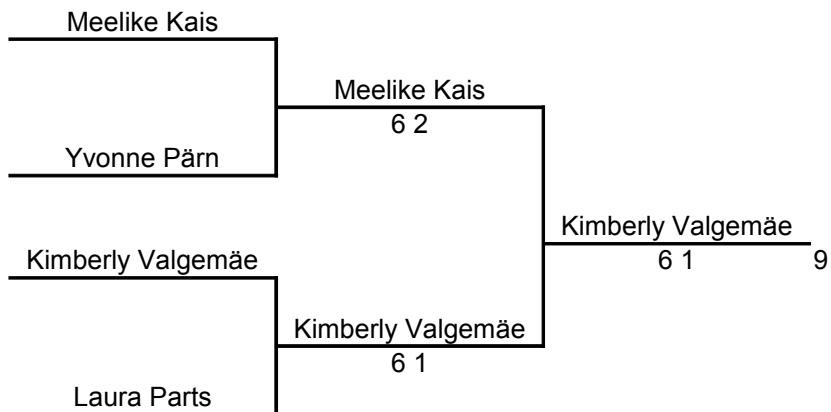 Meelike Kais
Meelike Kais
6 2
Yvonne Pärn
Kimberly Valgemäe
6 1 9
Kimberly Valgemäe
Kimberly Valgemäe
6 1
Laura Parts